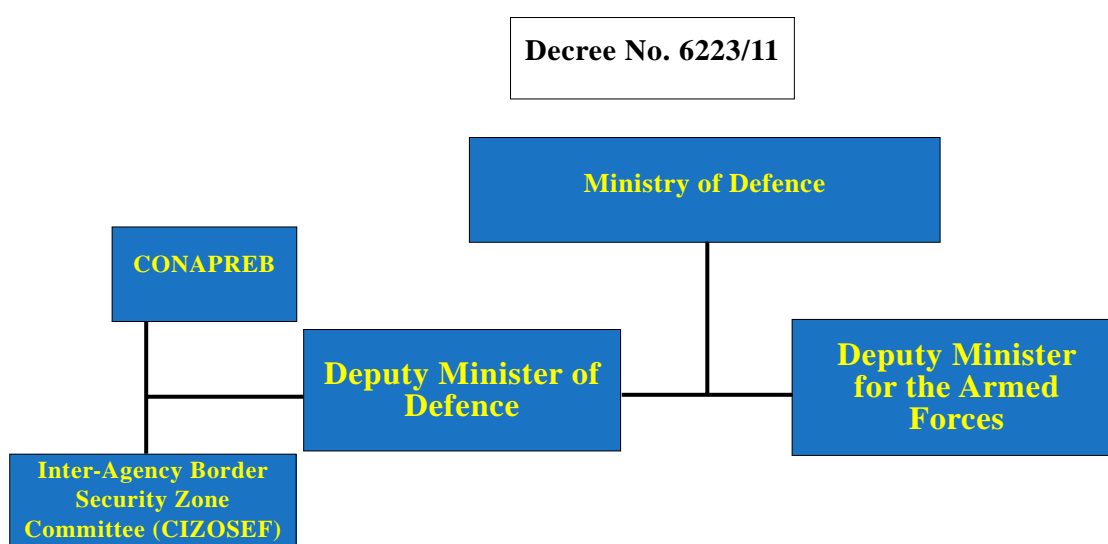 Decree No. 6223/11
Ministry of Defence
CONAPREB
Deputy Minister of
Defence
Deputy Minister
for the Armed
Forces
Inter-Agency Border
Security Zone
Committee (CIZOSEF)